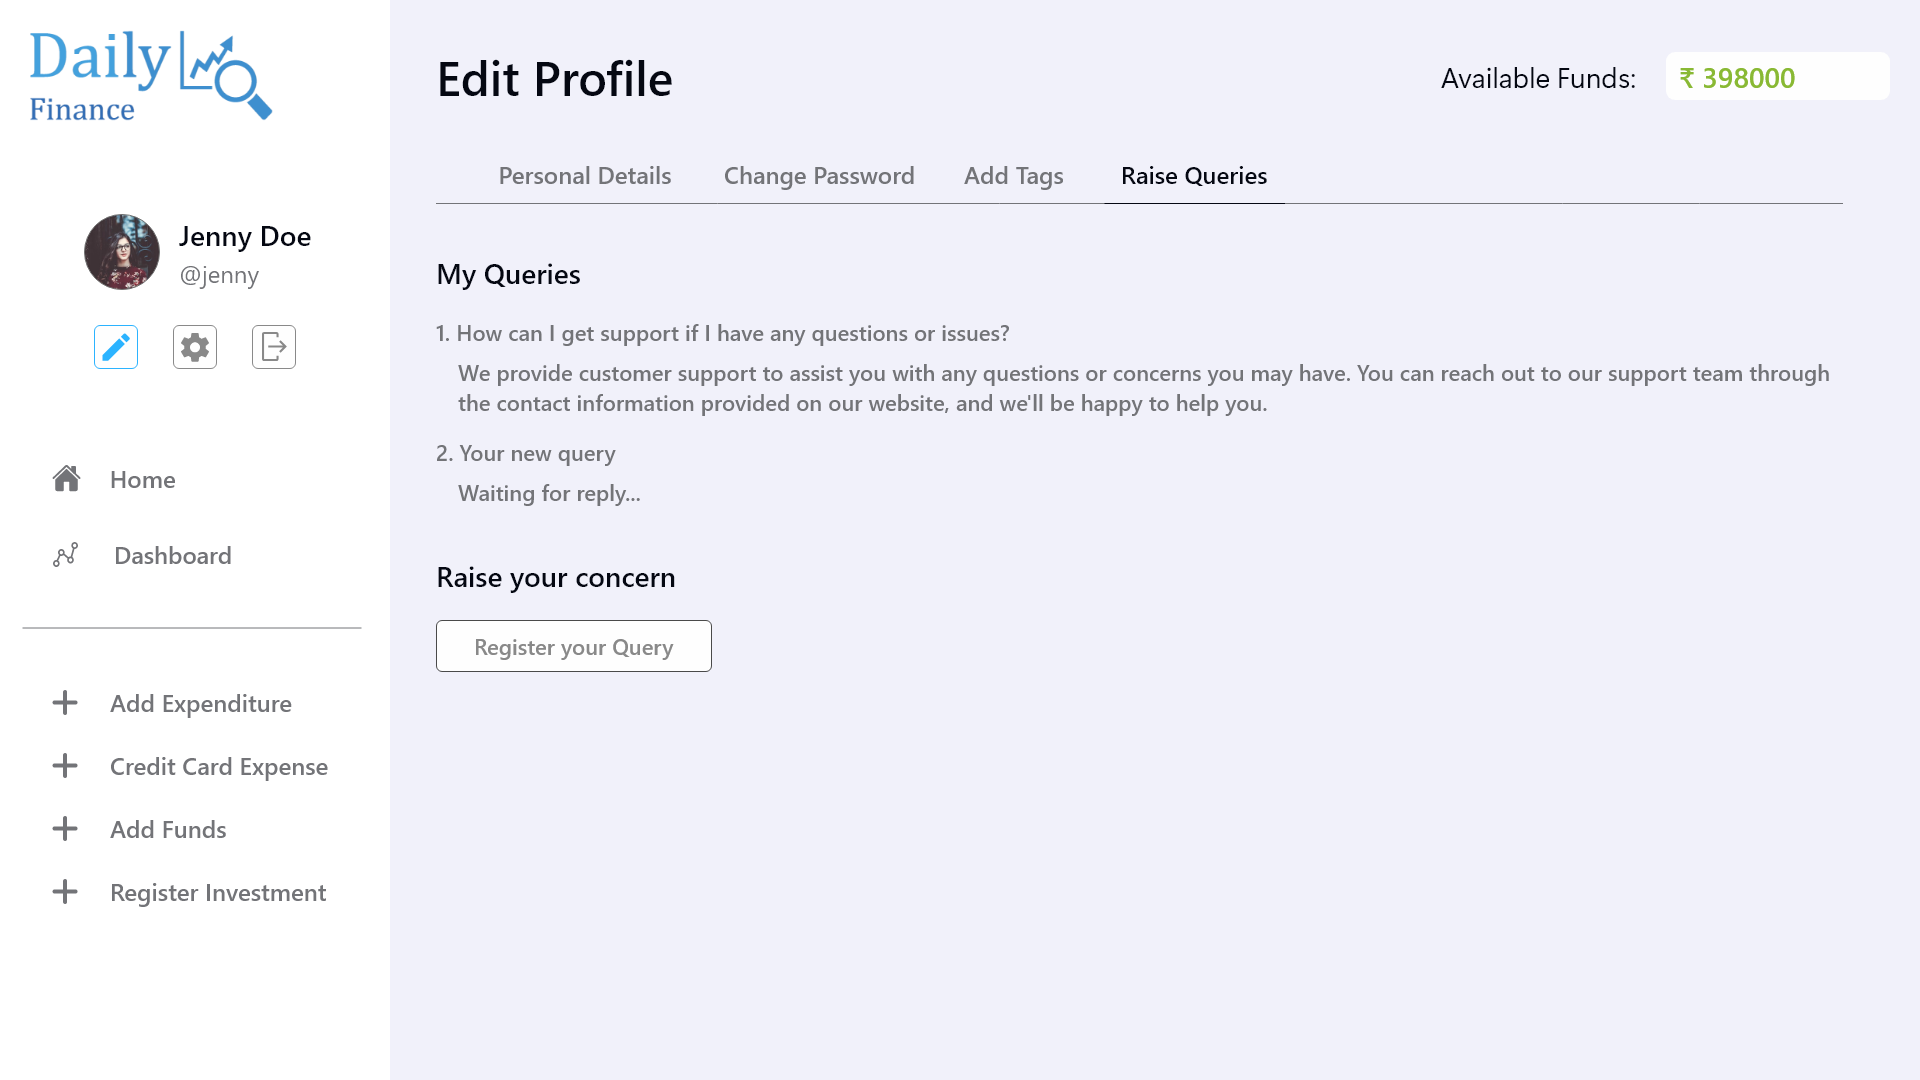 Daily
Finance
Jenny Doe
@jenny
Home
Dashboard
Add Expenditure
Credit Card Expense
Add Funds
Register Investment
Edit Profile
Available Funds:
₹ 398000
Personal Details
Change Password
Add Tags
Raise Queries
My Queries
1. How can I get support if I have any questions or issues?
We provide customer support to assist you with any questions or concerns you may have. You can reach out to our support team through
the contact information provided on our website, and we'll be happy to help you.
2. Your new query
Waiting for reply...
Raise your concern
Register your Query